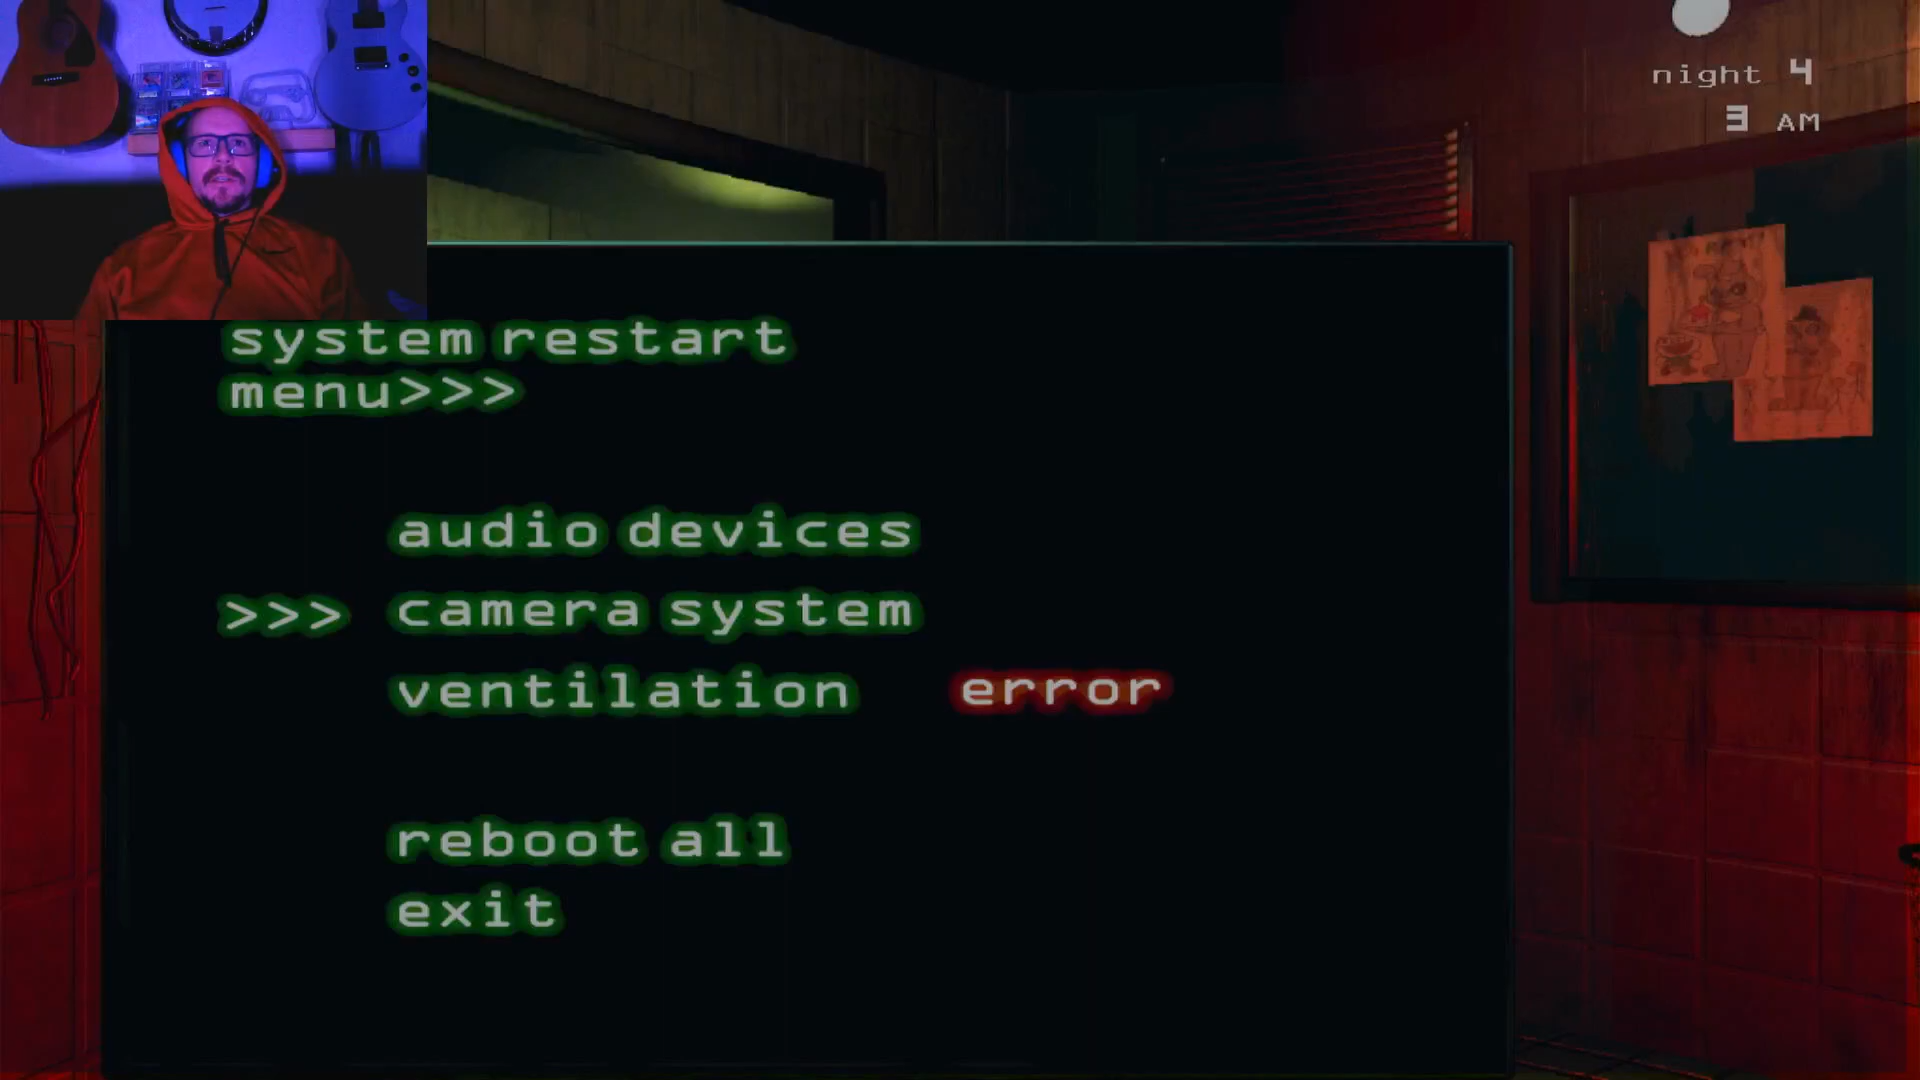 night 4
3 AM
system restart
menu>>>
audio devices
>>> camera system
ventilation error
reboot all
exit